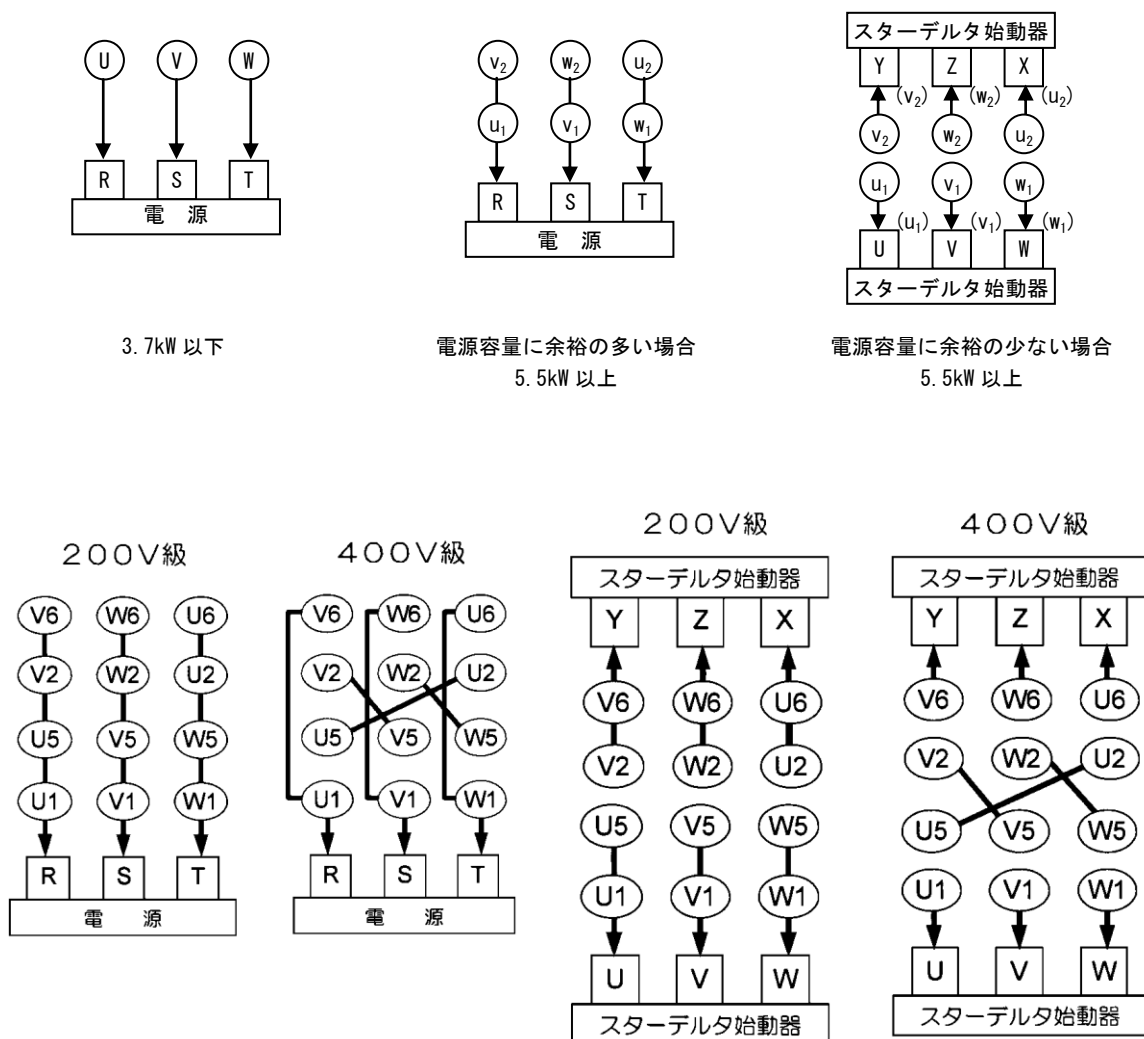 U V W
R S T
電 源
3.7kW 以下
v₂ w₂ u₂
u₁ v₁ w₁
R S T
電 源
電源容量に余裕の多い場合
5.5kW 以上
スターデルタ始動器
Y Z X
(v₂) (w₂) (u₂)
v₂ w₂ u₂
u₁ v₁ w₁
(u₁) (v₁) (w₁)
U V W
スターデルタ始動器
電源容量に余裕の少ない場合
5.5kW 以上
200V級
V6 W6 U6
V2 W2 U2
U5 V5 W5
U1 V1 W1
R S T
電 源
400V級
V6 W6 U6
V2 W2 U2
U5 V5 W5
U1 V1 W1
R S T
電 源
200V級
スターデルタ始動器
Y Z X
V6 W6 U6
V2 W2 U2
U5 V5 W5
U1 V1 W1
U V W
スターデルタ始動器
400V級
スターデルタ始動器
Y Z X
V6 W6 U6
V2 W2 U2
U5 V5 W5
U1 V1 W1
U V W
スターデルタ始動器